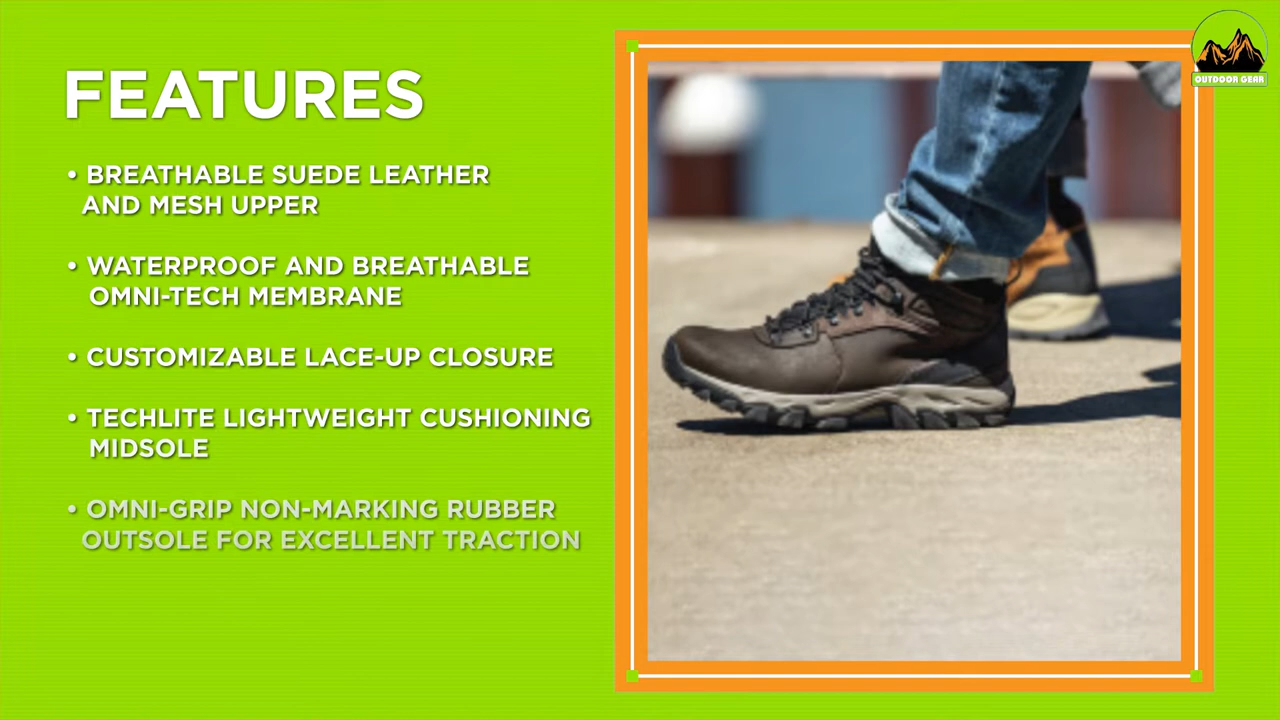 FEATURES
• BREATHABLE SUEDE LEATHER
AND MESH UPPER
• WATERPROOF AND BREATHABLE
OMNI-TECH MEMBRANE
• CUSTOMIZABLE LACE-UP CLOSURE
• TECHLITE LIGHTWEIGHT CUSHIONING
MIDSOLE
• OMNI-GRIP NON-MARKING RUBBER
OUTSOLE FOR EXCELLENT TRACTION
OUTDOOR GEAR